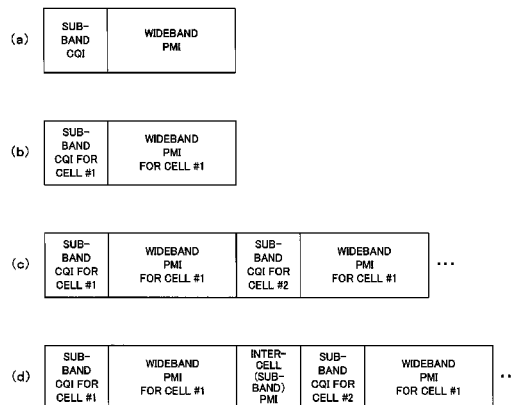 (a)
SUB-
BAND
CQI
WIDEBAND
PMI
(b)
SUB-
BAND
CQI FOR
CELL #1
WIDEBAND
PMI
FOR CELL #1
(c)
SUB-
BAND
CQI FOR
CELL #1
WIDEBAND
PMI
FOR CELL #1
SUB-
BAND
CQI FOR
CELL #2
WIDEBAND
PMI
FOR CELL #1
...
(d)
SUB-
BAND
CQI FOR
CELL #1
WIDEBAND
PMI
FOR CELL #1
INTER-
CELL
(SUB-
BAND)
PMI
SUB-
BAND
CQI FOR
CELL #2
WIDEBAND
PMI
FOR CELL #1
..